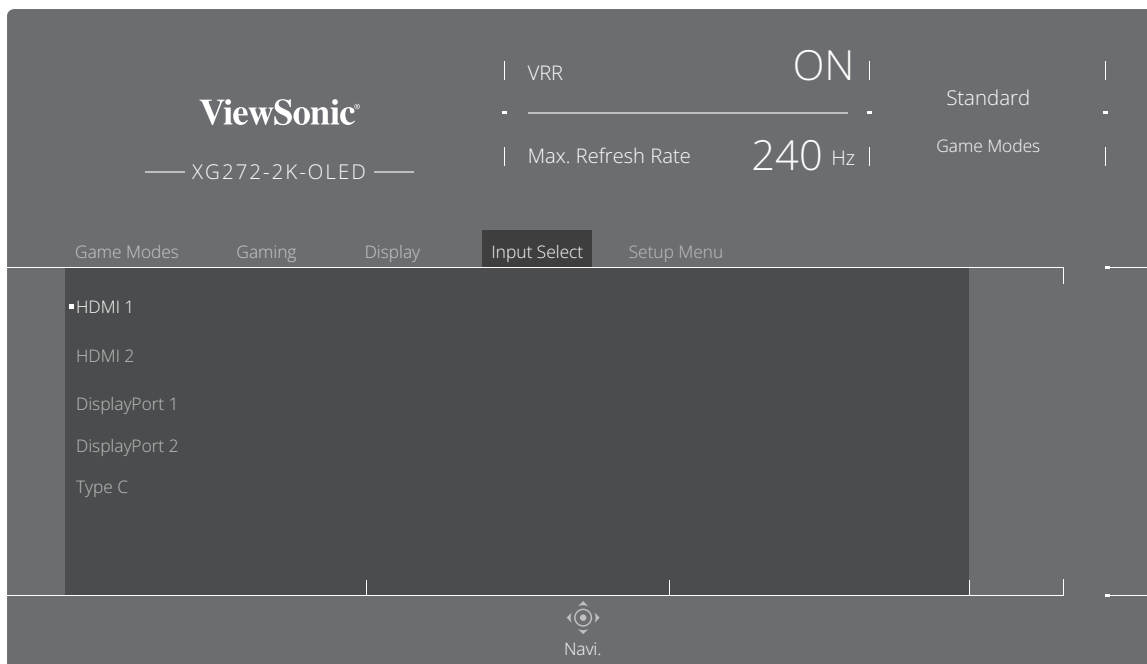 ViewSonic®
XG272-2K-OLED
VRR ON
Max. Refresh Rate 240 Hz
Standard
Game Modes
Game Modes Gaming Display Input Select Setup Menu
HDMI 1
HDMI 2
DisplayPort 1
DisplayPort 2
Type C
Navi.